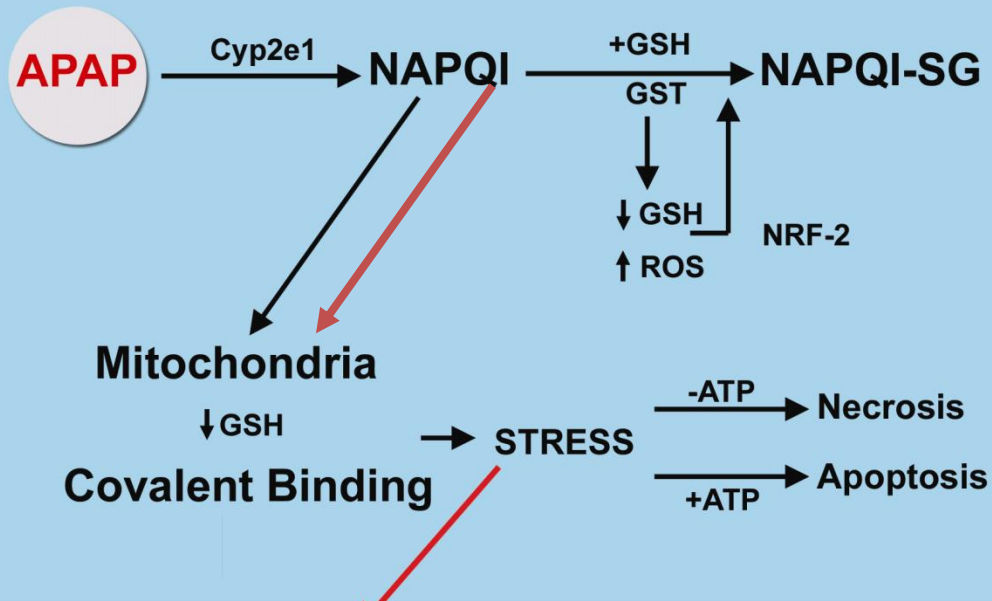 APAP
Cyp2e1
NAPQI
+GSH
GST
NAPQI-SG
↓ GSH
↑ ROS
NRF-2
Mitochondria
↓ GSH
Covalent Binding
STRESS
-ATP
Necrosis
+ATP
Apoptosis